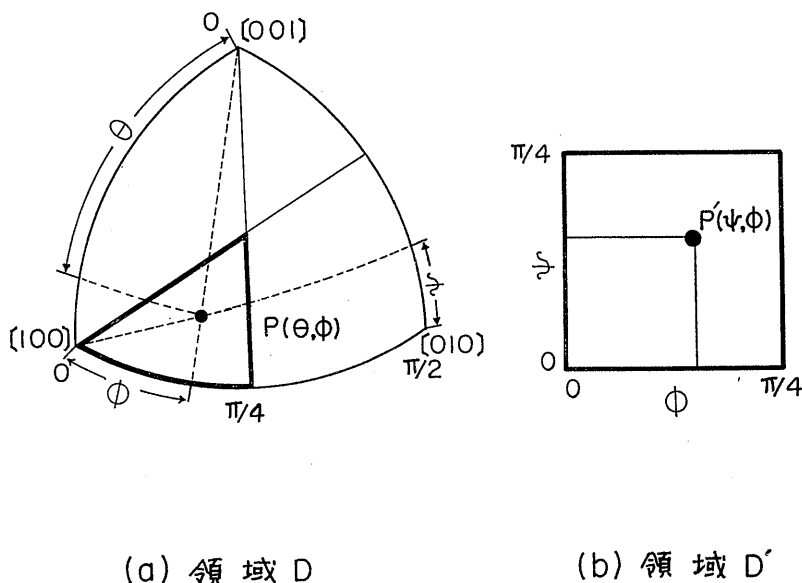 0 [001]
θ
[100]
0
ϕ
π/4
P(θ,ϕ)
ψ
[010]
π/2
(a) 領域 D
π/4
P′(ψ,ϕ)
ψ
0
0
ϕ
π/4
(b) 領域 D′